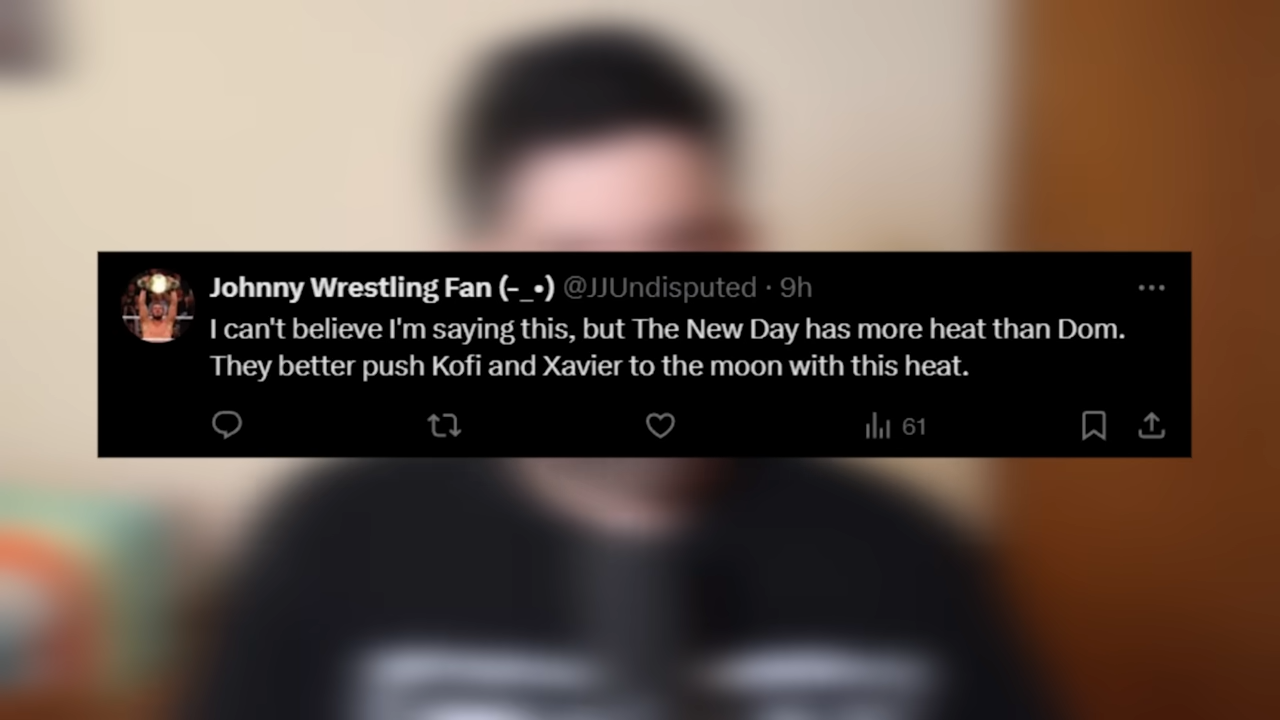 Johnny Wrestling Fan (-_•) @JJUndisputed · 9h
I can't believe I'm saying this, but The New Day has more heat than Dom.
They better push Kofi and Xavier to the moon with this heat.
61